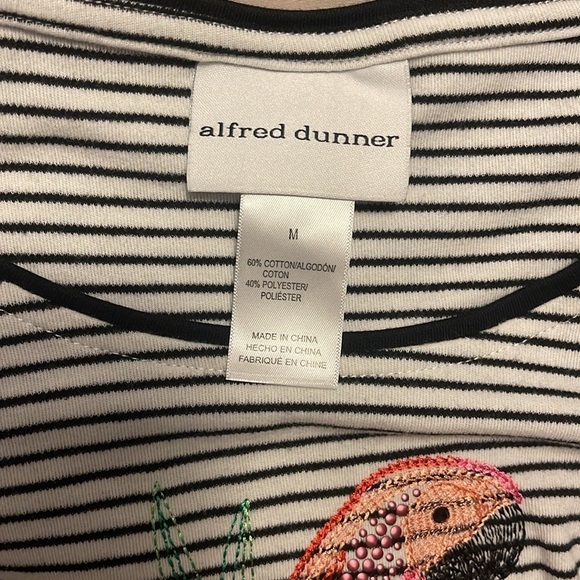 alfred dunner
M
60% COTTON/ALGODÓN/
COTON
40% POLYESTER/
POLIÉSTER
MADE IN CHINA
HECHO EN CHINA
FABRIQUÉ EN CHINE